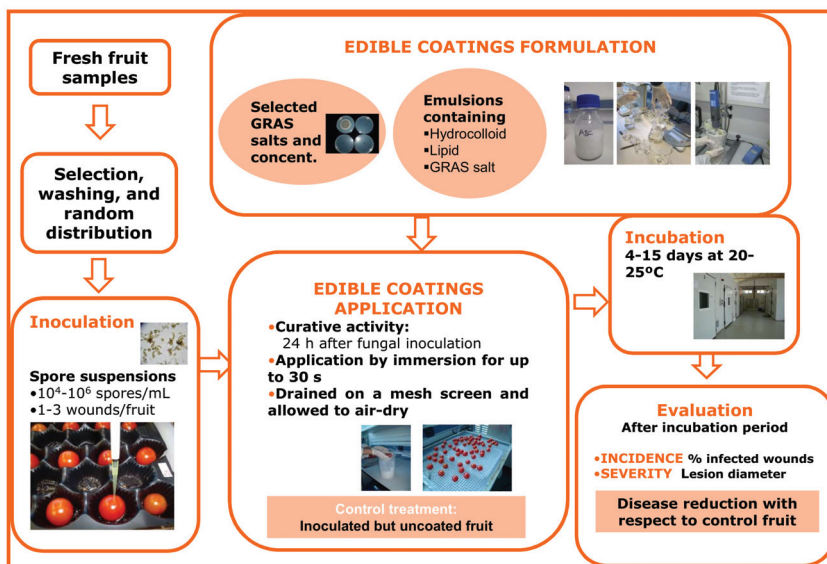 Fresh fruit
samples
Selection,
washing, and
random
distribution
Inoculation
Spore suspensions
•10⁴-10⁶ spores/mL
•1-3 wounds/fruit
EDIBLE COATINGS FORMULATION
Selected
GRAS
salts and
concent.
Emulsions
containing
▪Hydrocolloid
▪Lipid
▪GRAS salt
EDIBLE COATINGS
APPLICATION
•Curative activity:
24 h after fungal inoculation
•Application by immersion for up
to 30 s
•Drained on a mesh screen and
allowed to air-dry
Control treatment:
Inoculated but uncoated fruit
Incubation
4-15 days at 20-
25ºC
Evaluation
After incubation period
•INCIDENCE % infected wounds
•SEVERITY Lesion diameter
Disease reduction with
respect to control fruit